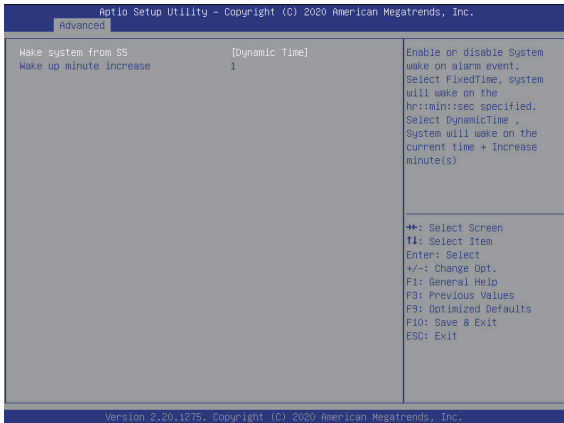 Aptio Setup Utility – Copyright (C) 2020 American Megatrends, Inc.
Advanced
Wake system from S5 [Dynamic Time]
Wake up minute increase 1
Enable or disable System
wake on alarm event.
Select FixedTime, system
will wake on the
hr::min::sec specified.
Select DynamicTime ,
System will wake on the
current time + Increase
minute(s)
→←: Select Screen
↑↓: Select Item
Enter: Select
+/-: Change Opt.
F1: General Help
F3: Previous Values
F9: Optimized Defaults
F10: Save & Exit
ESC: Exit
Version 2.20.1275. Copyright (C) 2020 American Megatrends, Inc.